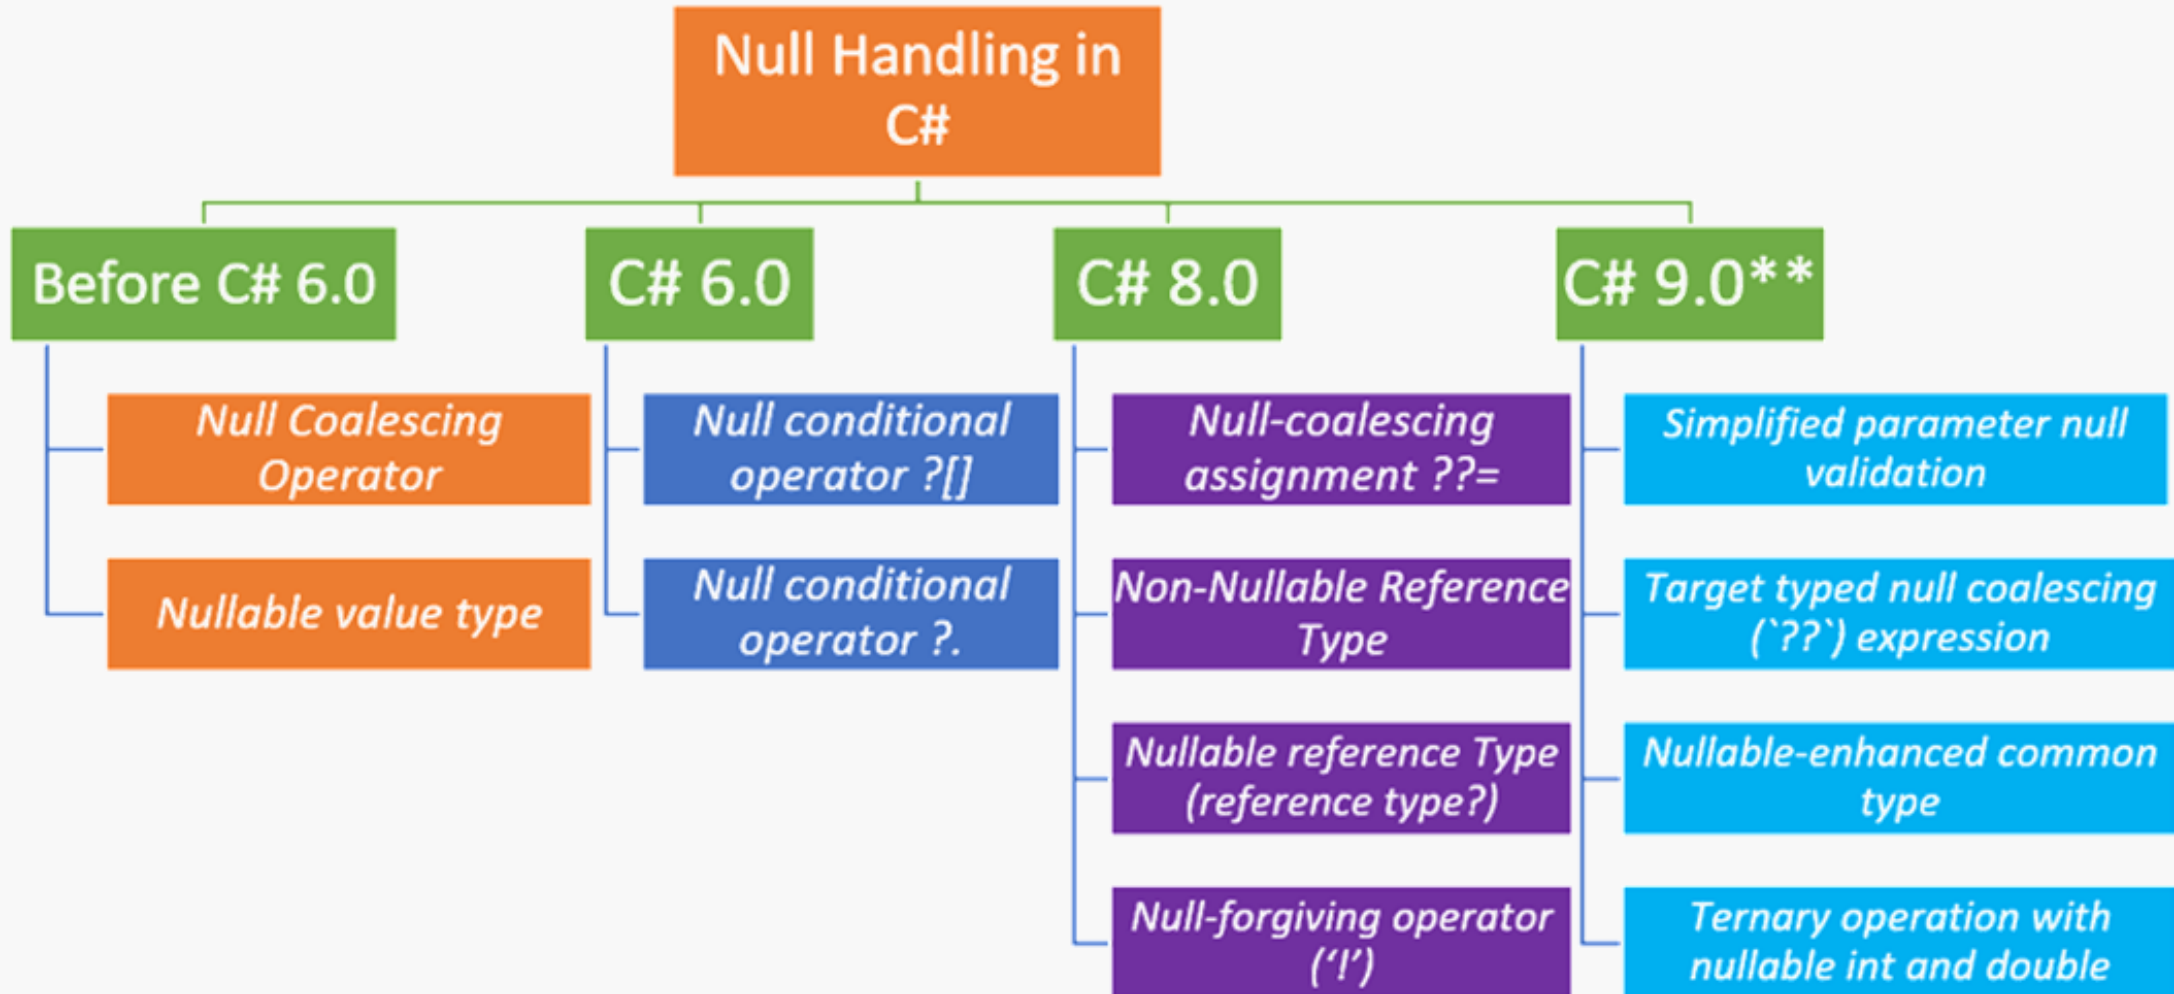 Null Handling in
C#
Before C# 6.0
Null Coalescing
Operator
Nullable value type
C# 6.0
Null conditional
operator ?[]
Null conditional
operator ?.
C# 8.0
Null-coalescing
assignment ??=
Non-Nullable Reference
Type
Nullable reference Type
(reference type?)
Null-forgiving operator
(‘!’)
C# 9.0**
Simplified parameter null
validation
Target typed null coalescing
(`??`) expression
Nullable-enhanced common
type
Ternary operation with
nullable int and double